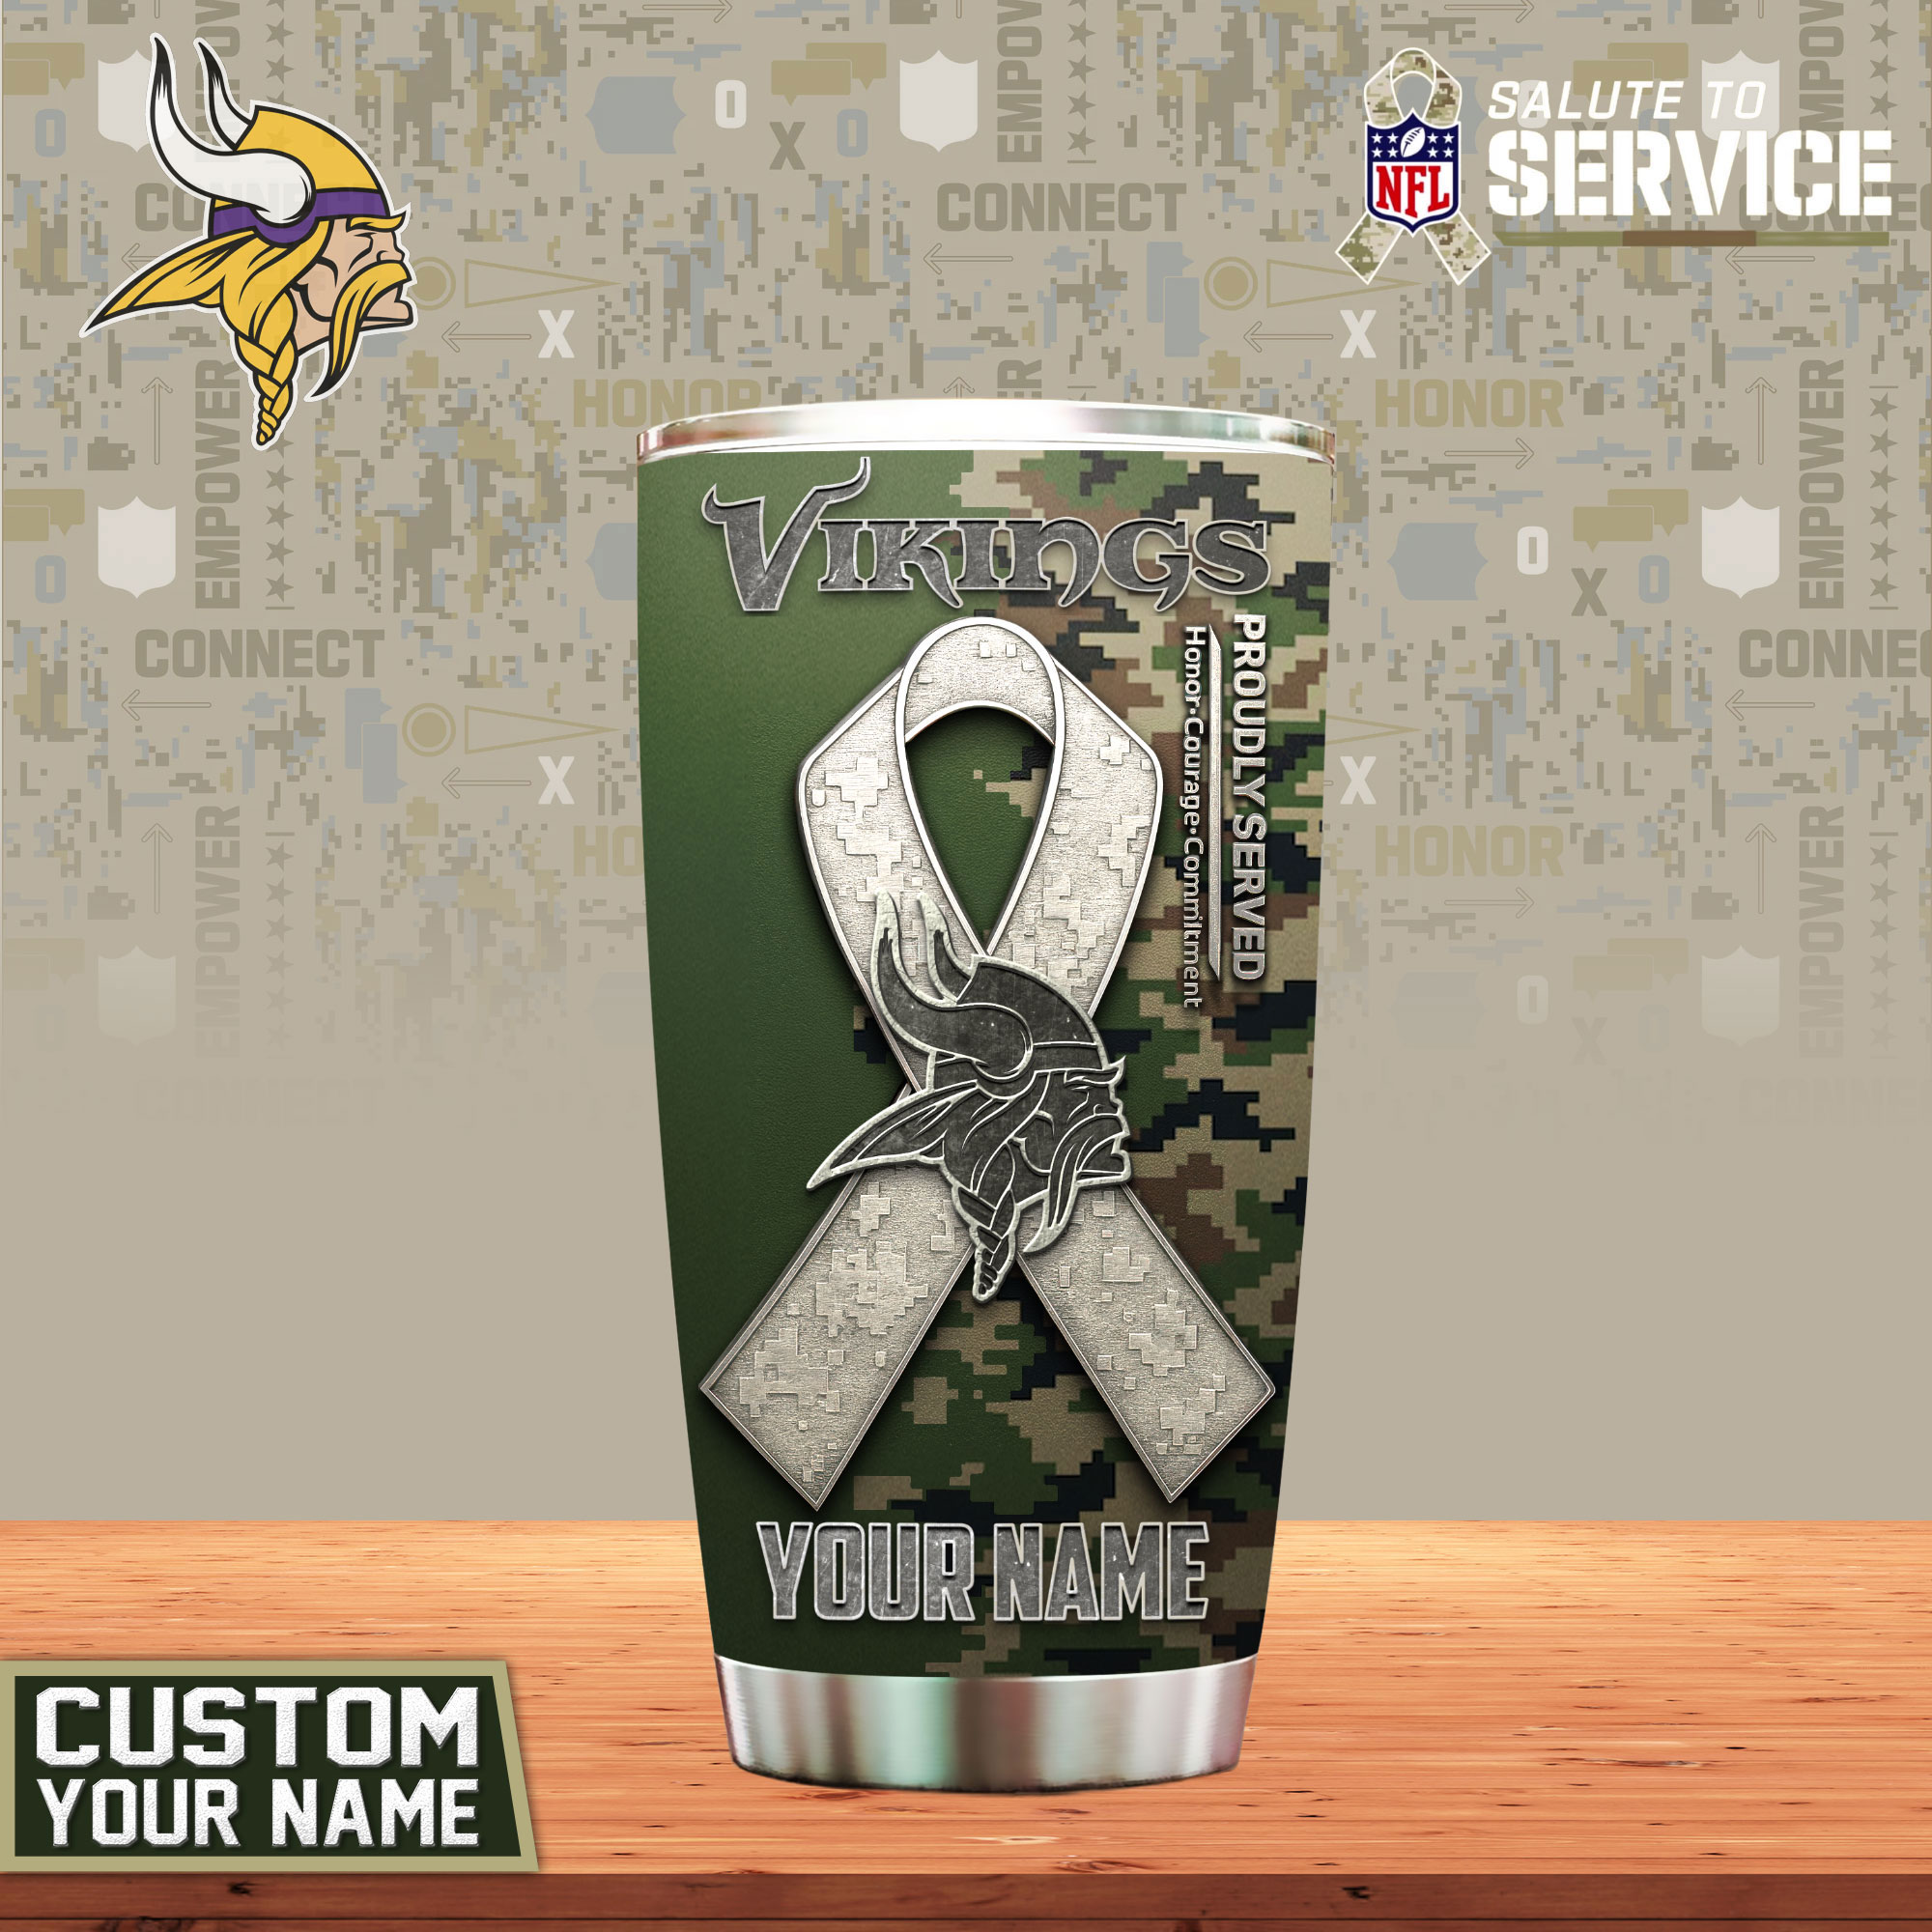 SALUTE TO
SERVICE
NFL
EMPOWER
CONNECT
HONOR
X
O
VIKINGS
PROUDLY SERVED
Honor•Courage•Commitment
YOUR NAME
CUSTOM
YOUR NAME